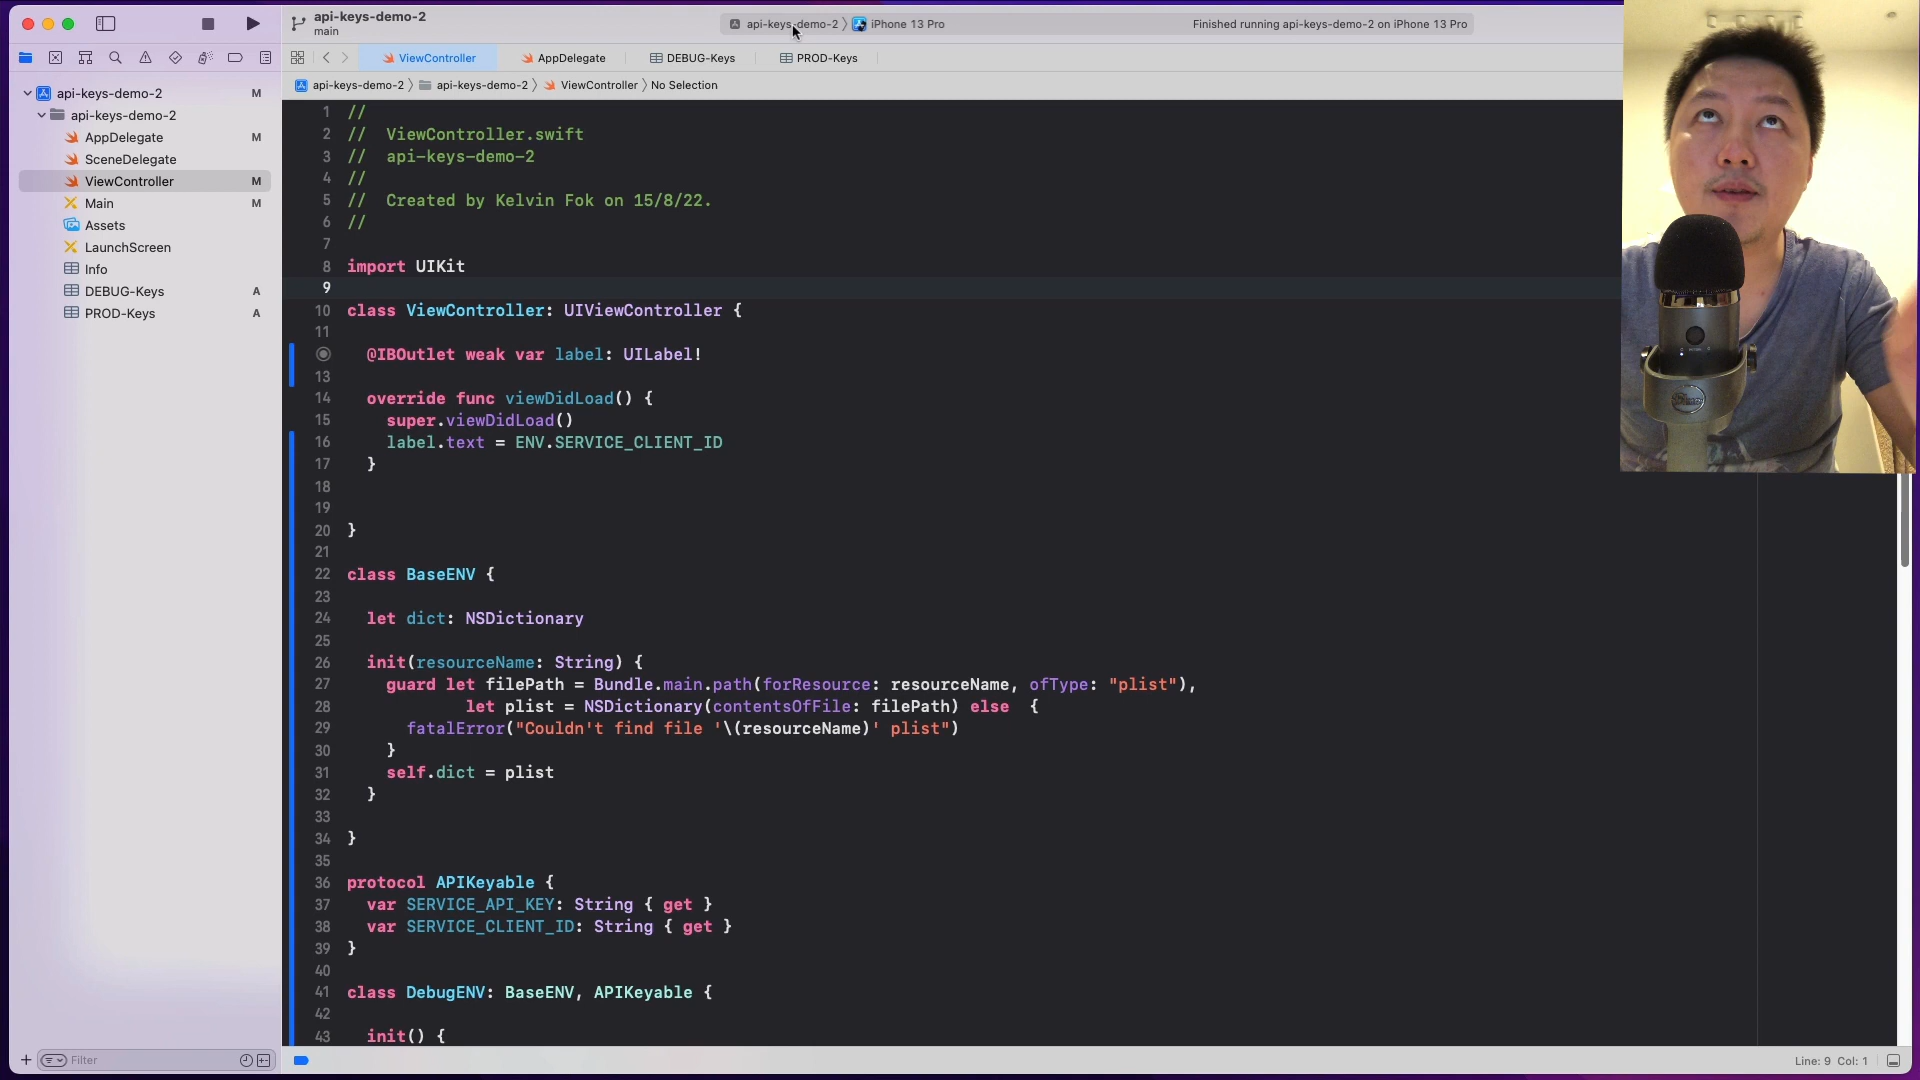 api-keys-demo-2
main
api-keys-demo-2 〉 iPhone 13 Pro
Finished running api-keys-demo-2 on iPhone 13 Pro
ViewController
AppDelegate
DEBUG-Keys
PROD-Keys
api-keys-demo-2 〉 api-keys-demo-2 〉 ViewController 〉 No Selection
api-keys-demo-2 M
api-keys-demo-2
AppDelegate M
SceneDelegate
ViewController M
Main M
Assets
LaunchScreen
Info
DEBUG-Keys A
PROD-Keys A
Filter
1 //
2 //  ViewController.swift
3 //  api-keys-demo-2
4 //
5 //  Created by Kelvin Fok on 15/8/22.
6 //
7
8 import UIKit
9
10 class ViewController: UIViewController {
11
@IBOutlet weak var label: UILabel!
13
14   override func viewDidLoad() {
15     super.viewDidLoad()
16     label.text = ENV.SERVICE_CLIENT_ID
17   }
18
19
20 }
21
22 class BaseENV {
23
24   let dict: NSDictionary
25
26   init(resourceName: String) {
27     guard let filePath = Bundle.main.path(forResource: resourceName, ofType: "plist"),
28             let plist = NSDictionary(contentsOfFile: filePath) else  {
29       fatalError("Couldn't find file '\(resourceName)' plist")
30     }
31     self.dict = plist
32   }
33
34 }
35
36 protocol APIKeyable {
37   var SERVICE_API_KEY: String { get }
38   var SERVICE_CLIENT_ID: String { get }
39 }
40
41 class DebugENV: BaseENV, APIKeyable {
42
43   init() {
Line: 9 Col: 1